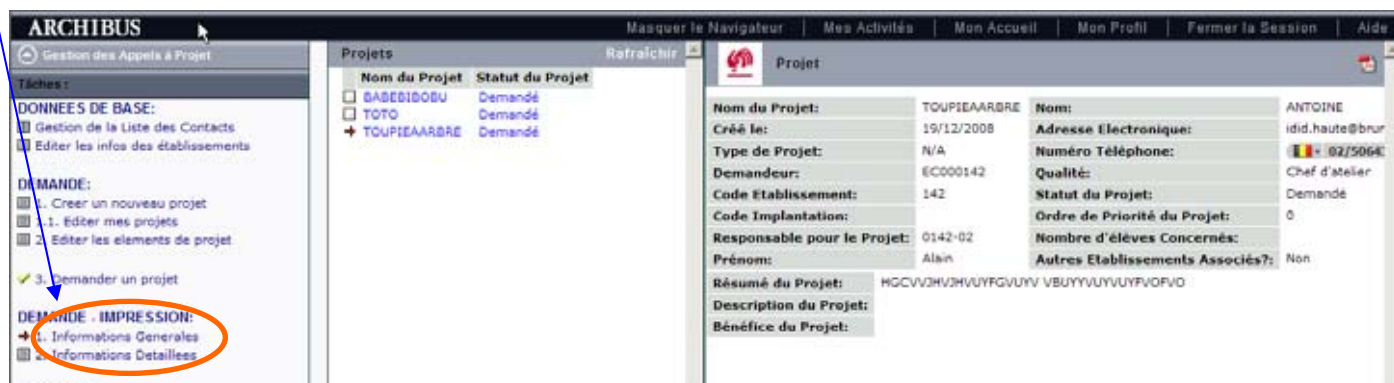 ARCHIBUS
Masquer le Navigateur | Mes Activités | Mon Accueil | Mon Profil | Fermer la Session | Aide
Gestion des Appels à Projet
Tâches :
DONNEES DE BASE:
Gestion de la Liste des Contacts
Editer les infos des établissements
DEMANDE:
1. Creer un nouveau projet
1.1. Editer mes projets
2. Editer les elements de projet
3. Demander un projet
DEMANDE - IMPRESSION:
1. Informations Generales
2. Informations Detaillees
Projets Rafraîchir
Nom du Projet Statut du Projet
BABEBIBOBU Demandé
TOTO Demandé
TOUPIEAARBRE Demandé
Projet
Nom du Projet: TOUPIEAARBRE Nom: ANTOINE
Créé le: 19/12/2008 Adresse Electronique: idid.haute@brur
Type de Projet: N/A Numéro Téléphone: 02/5064
Demandeur: EC000142 Qualité: Chef d'atelier
Code Etablissement: 142 Statut du Projet: Demandé
Code Implantation: Ordre de Priorité du Projet: 0
Responsable pour le Projet: 0142-02 Nombre d'élèves Concernés:
Prénom: Alain Autres Etablissements Associés?: Non
Résumé du Projet:
Description du Projet:
Bénéfice du Projet: